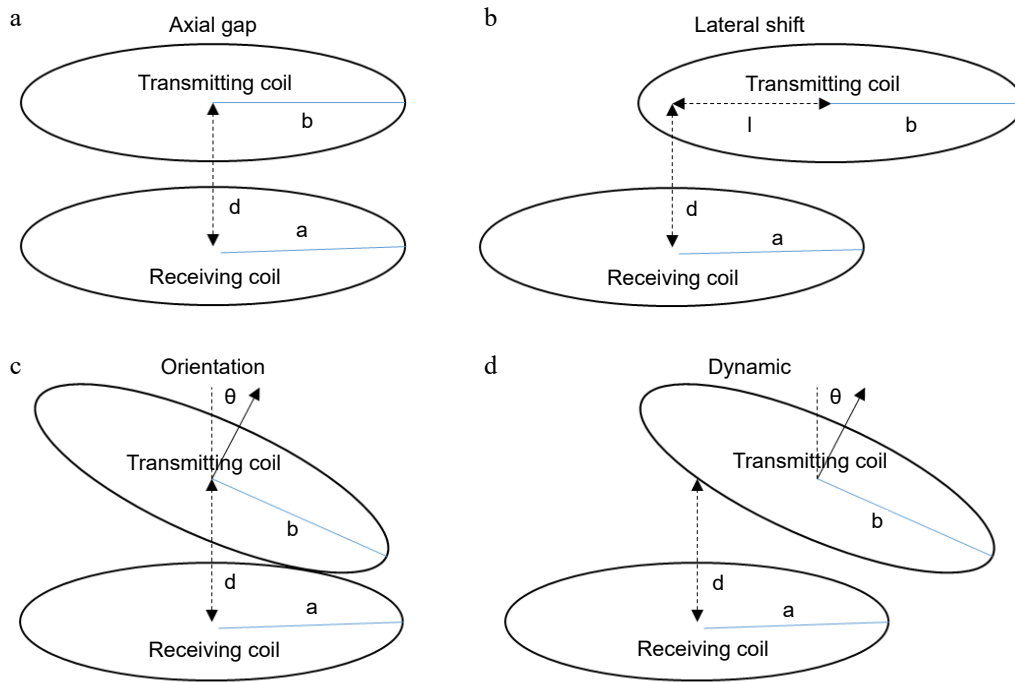 a
Axial gap
Transmitting coil
b
d
a
Receiving coil
b
Lateral shift
Transmitting coil
l
b
d
a
Receiving coil
c
Orientation
θ
Transmitting coil
b
d
a
Receiving coil
d
Dynamic
θ
Transmitting coil
b
d
a
Receiving coil